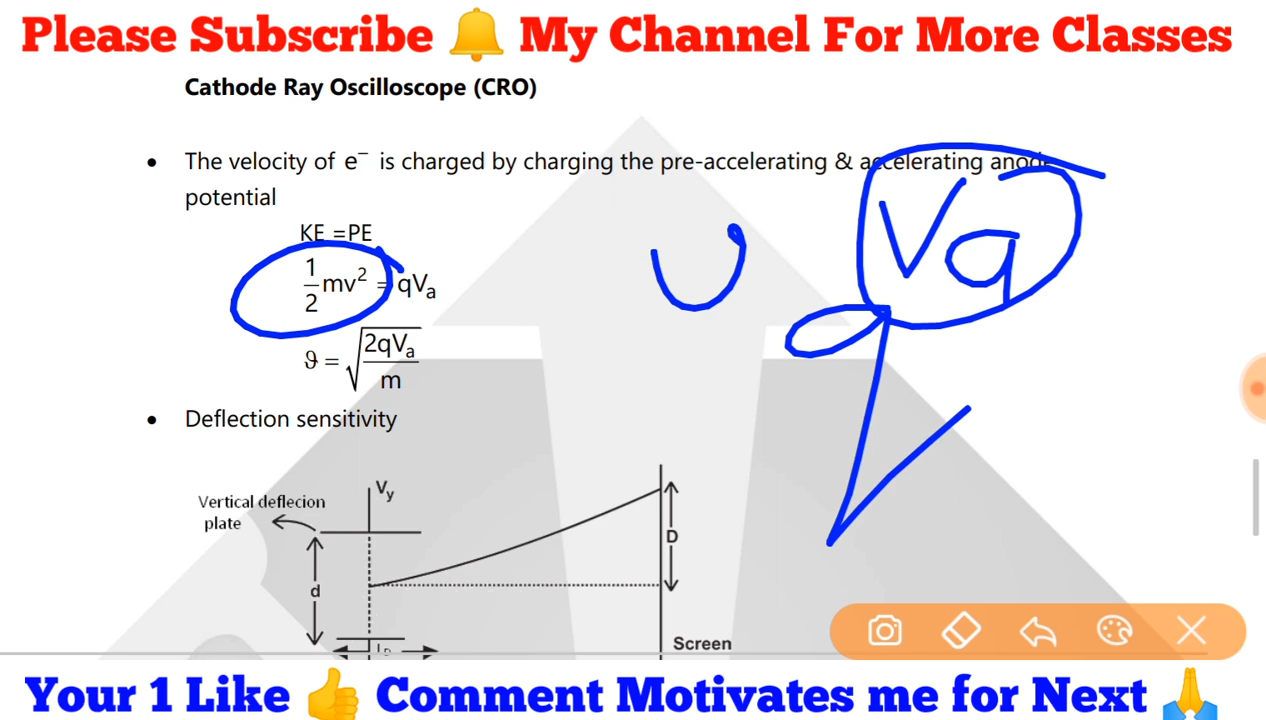 Please Subscribe 🔔 My Channel For More Classes
Cathode Ray Oscilloscope (CRO)
• The velocity of e⁻ is charged by charging the pre-accelerating & accelerating anode
potential
KE =PE
1/2 mv² = qVₐ
ϑ = √(2qVₐ/m)
υ Va
• Deflection sensitivity
Vy
Vertical deflecion
plate
D
d
Screen
Your 1 Like 👍 Comment Motivates me for Next 🙏